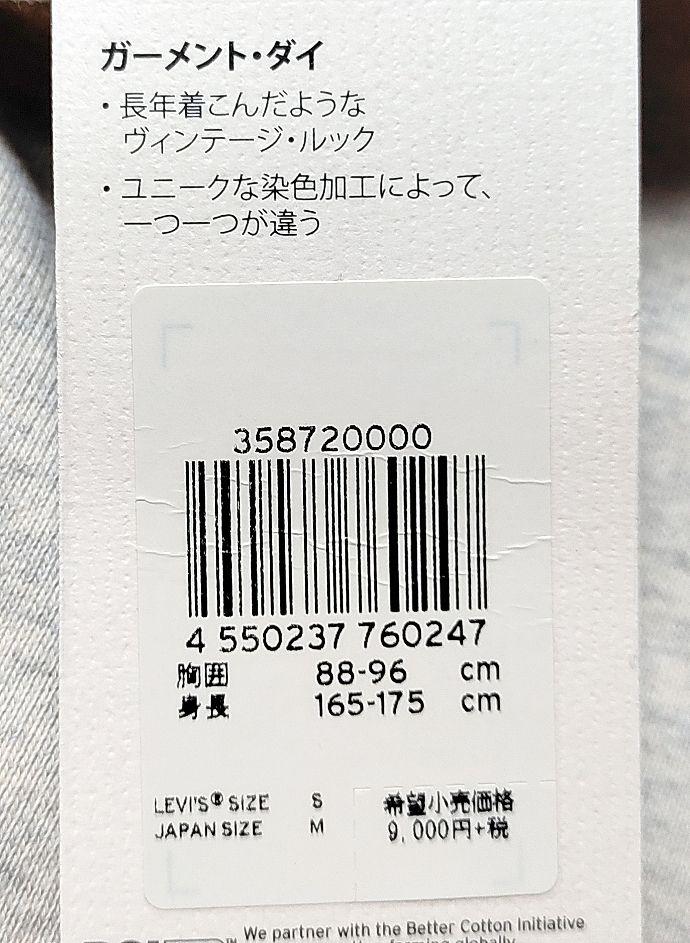 ガーメント・ダイ
・長年着こんだような
ヴィンテージ・ルック
・ユニークな染色加工によって、
一つ一つが違う
358720000
4 550237 760247
胸囲 88-96 cm
身長 165-175 cm
LEVI'S® SIZE S 希望小売価格
JAPAN SIZE M 9,000円+税
™ We partner with the Better Cotton Initiative
farming globally